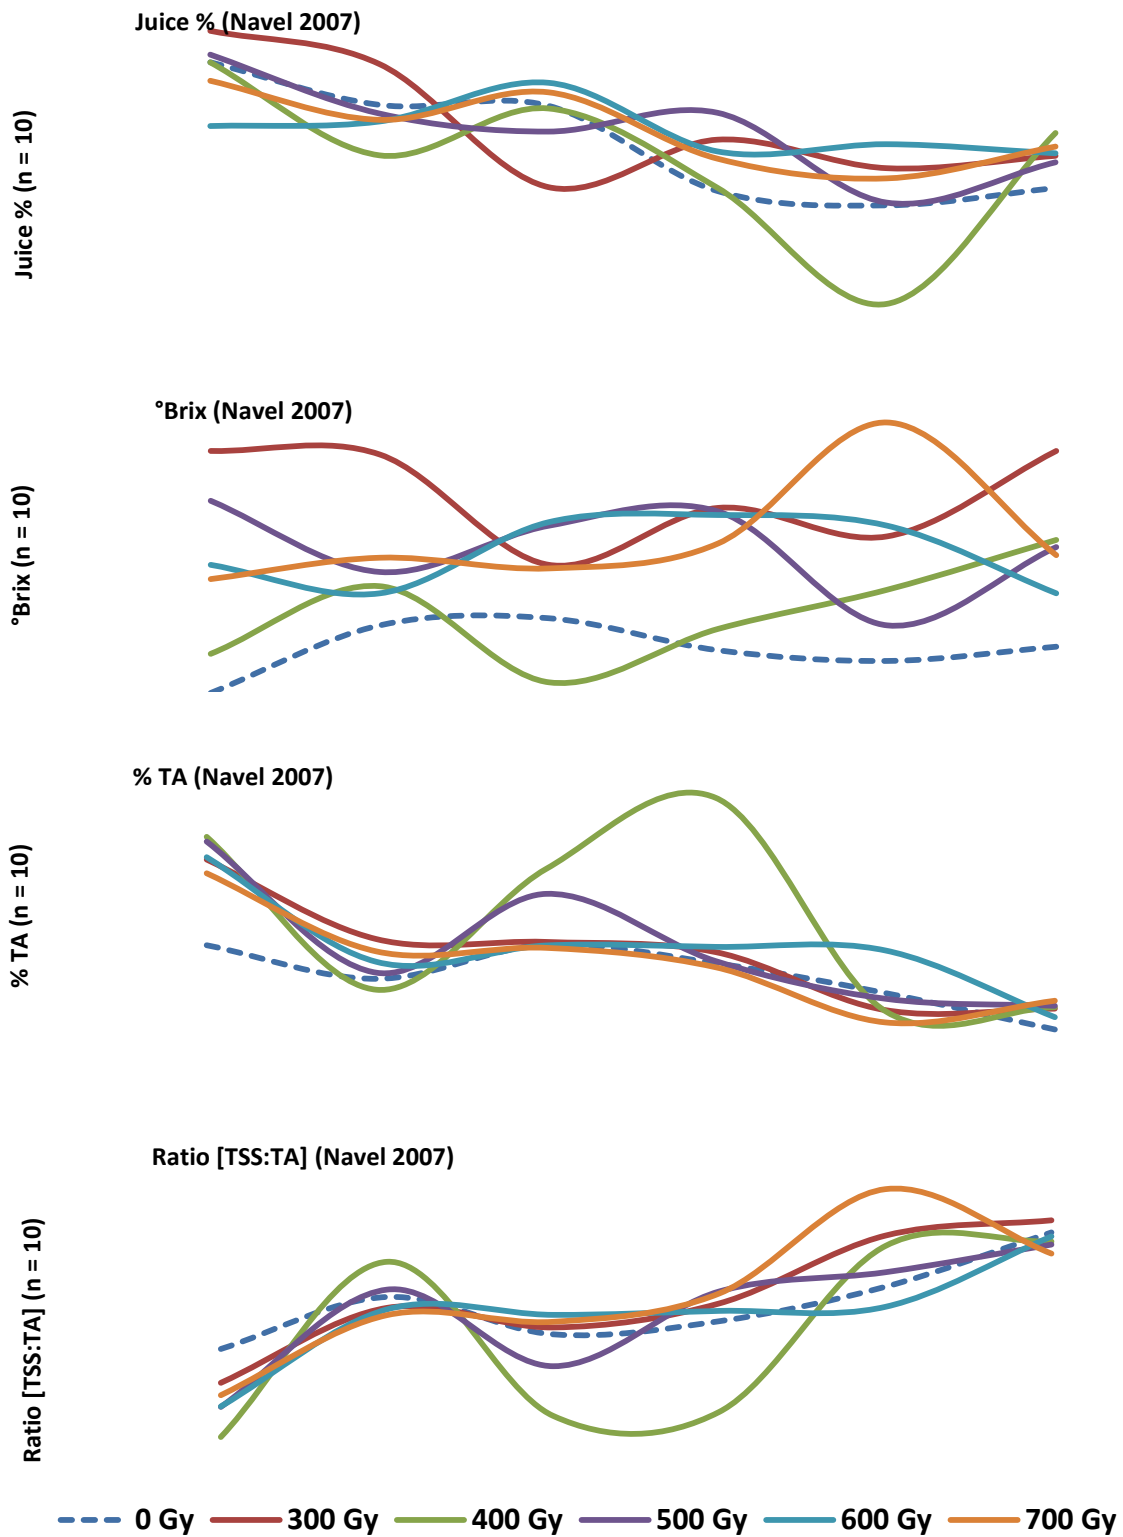 Juice % (Navel 2007)
Juice % (n = 10)
°Brix (Navel 2007)
°Brix (n = 10)
% TA (Navel 2007)
% TA (n = 10)
Ratio [TSS:TA] (Navel 2007)
Ratio [TSS:TA] (n = 10)
0 Gy 300 Gy 400 Gy 500 Gy 600 Gy 700 Gy